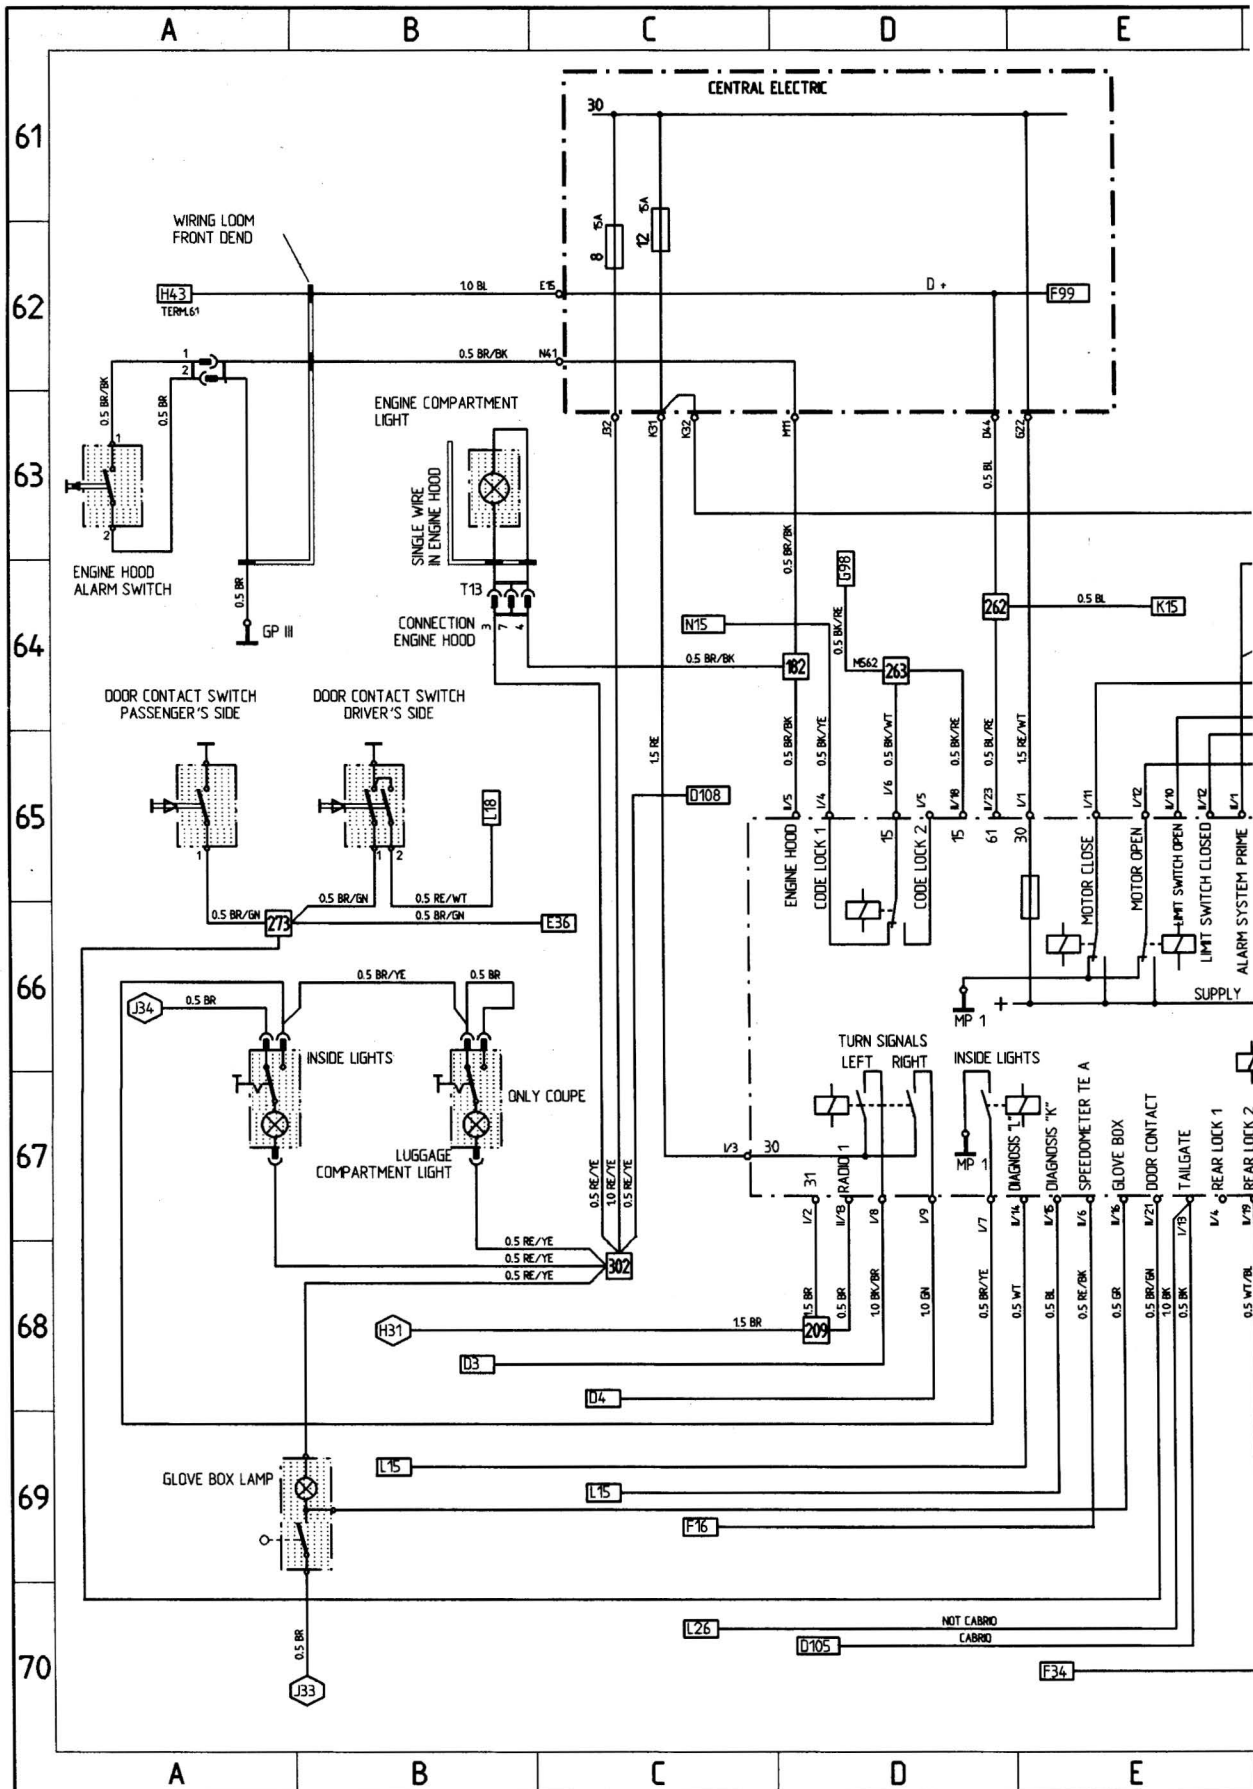 A B C D E
61
62
63
64
65
66
67
68
69
70
CENTRAL ELECTRIC
30
15A
15A
8
12
WIRING LOOM
FRONT DEND
H43
TERM.61
1.0 BL
E15
D +
F99
1
2
0.5 BR/BK
N41
0.5 BR/BK
0.5 BR
ENGINE COMPARTMENT
LIGHT
J32
K31
K32
M11
D44
G22
1
2
SINGLE WIRE
IN ENGINE HOOD
0.5 BL
0.5 BR/BK
ENGINE HOOD
ALARM SWITCH
0.5 BR
GP III
T13
3
7
4
CONNECTION
ENGINE HOOD
G98
0.5 BK/RE
N15
262
0.5 BL
K15
0.5 BR/BK
182
M562
263
DOOR CONTACT SWITCH
PASSENGER'S SIDE
DOOR CONTACT SWITCH
DRIVER'S SIDE
1.5 RE
0.5 BR/BK
0.5 BK/YE
0.5 BK/WT
0.5 BK/RE
0.5 BL/RE
1.5 RE/WT
D108
L18
II/5
I/4
I/6
I/5
II/18
II/23
I/1
I/11
I/12
II/10
II/12
II/1
1
1
2
ENGINE HOOD
CODE LOCK 1
15
CODE LOCK 2
15
61
30
MOTOR CLOSE
MOTOR OPEN
LIMIT SWITCH OPEN
LIMIT SWITCH CLOSED
ALARM SYSTEM PRIME
0.5 BR/GN
0.5 RE/WT
0.5 BR/GN
273
0.5 BR/GN
E36
0.5 BR/YE
0.5 BR
J34
0.5 BR
MP 1
+
SUPPLY
INSIDE LIGHTS
ONLY COUPE
LUGGAGE
COMPARTMENT LIGHT
TURN SIGNALS
LEFT RIGHT
INSIDE LIGHTS
I/3
30
MP 1
31
RADIO 1
DIAGNOSIS "L"
DIAGNOSIS "K"
SPEEDOMETER TE A
GLOVE BOX
DOOR CONTACT
TAILGATE
REAR LOCK 1
REAR LOCK 2
0.5 RE/YE
1.0 RE/YE
0.5 RE/YE
I/2
II/13
I/8
I/9
I/7
II/14
II/15
II/6
II/16
II/21
I/13
II/4
II/19
0.5 RE/YE
0.5 RE/YE
0.5 RE/YE
302
1.5 BR
0.5 BR
1.0 BK/BR
1.0 GN
0.5 BR/YE
0.5 WT
0.5 BL
0.5 RE/BK
0.5 GR
0.5 BR/GN
1.0 BK
0.5 BK
0.5 WT/BL
H31
1.5 BR
209
D3
D4
GLOVE BOX LAMP
L15
L15
F16
0.5 BR
J33
L26
NOT CABRIO
D105
CABRIO
F34
A B C D E